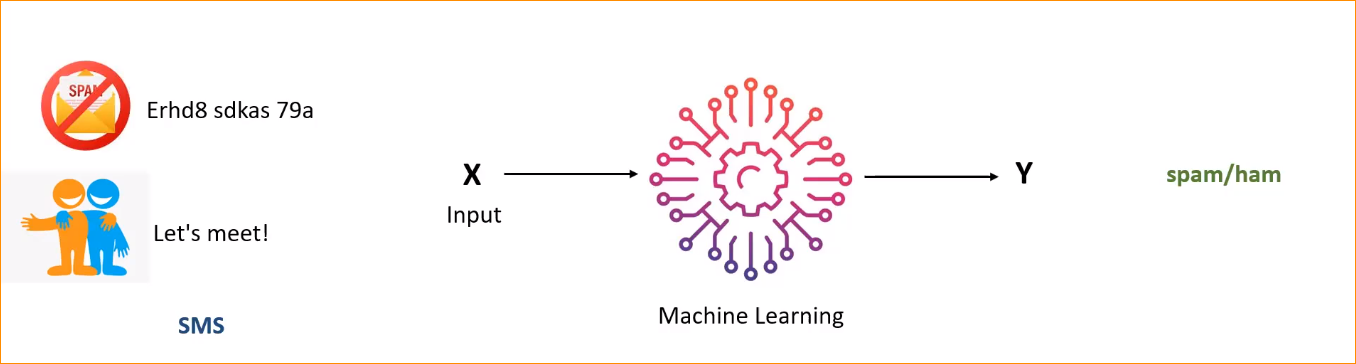 SPAM
Erhd8 sdkas 79a
Let's meet!
SMS
X
Input
Machine Learning
Y
spam/ham